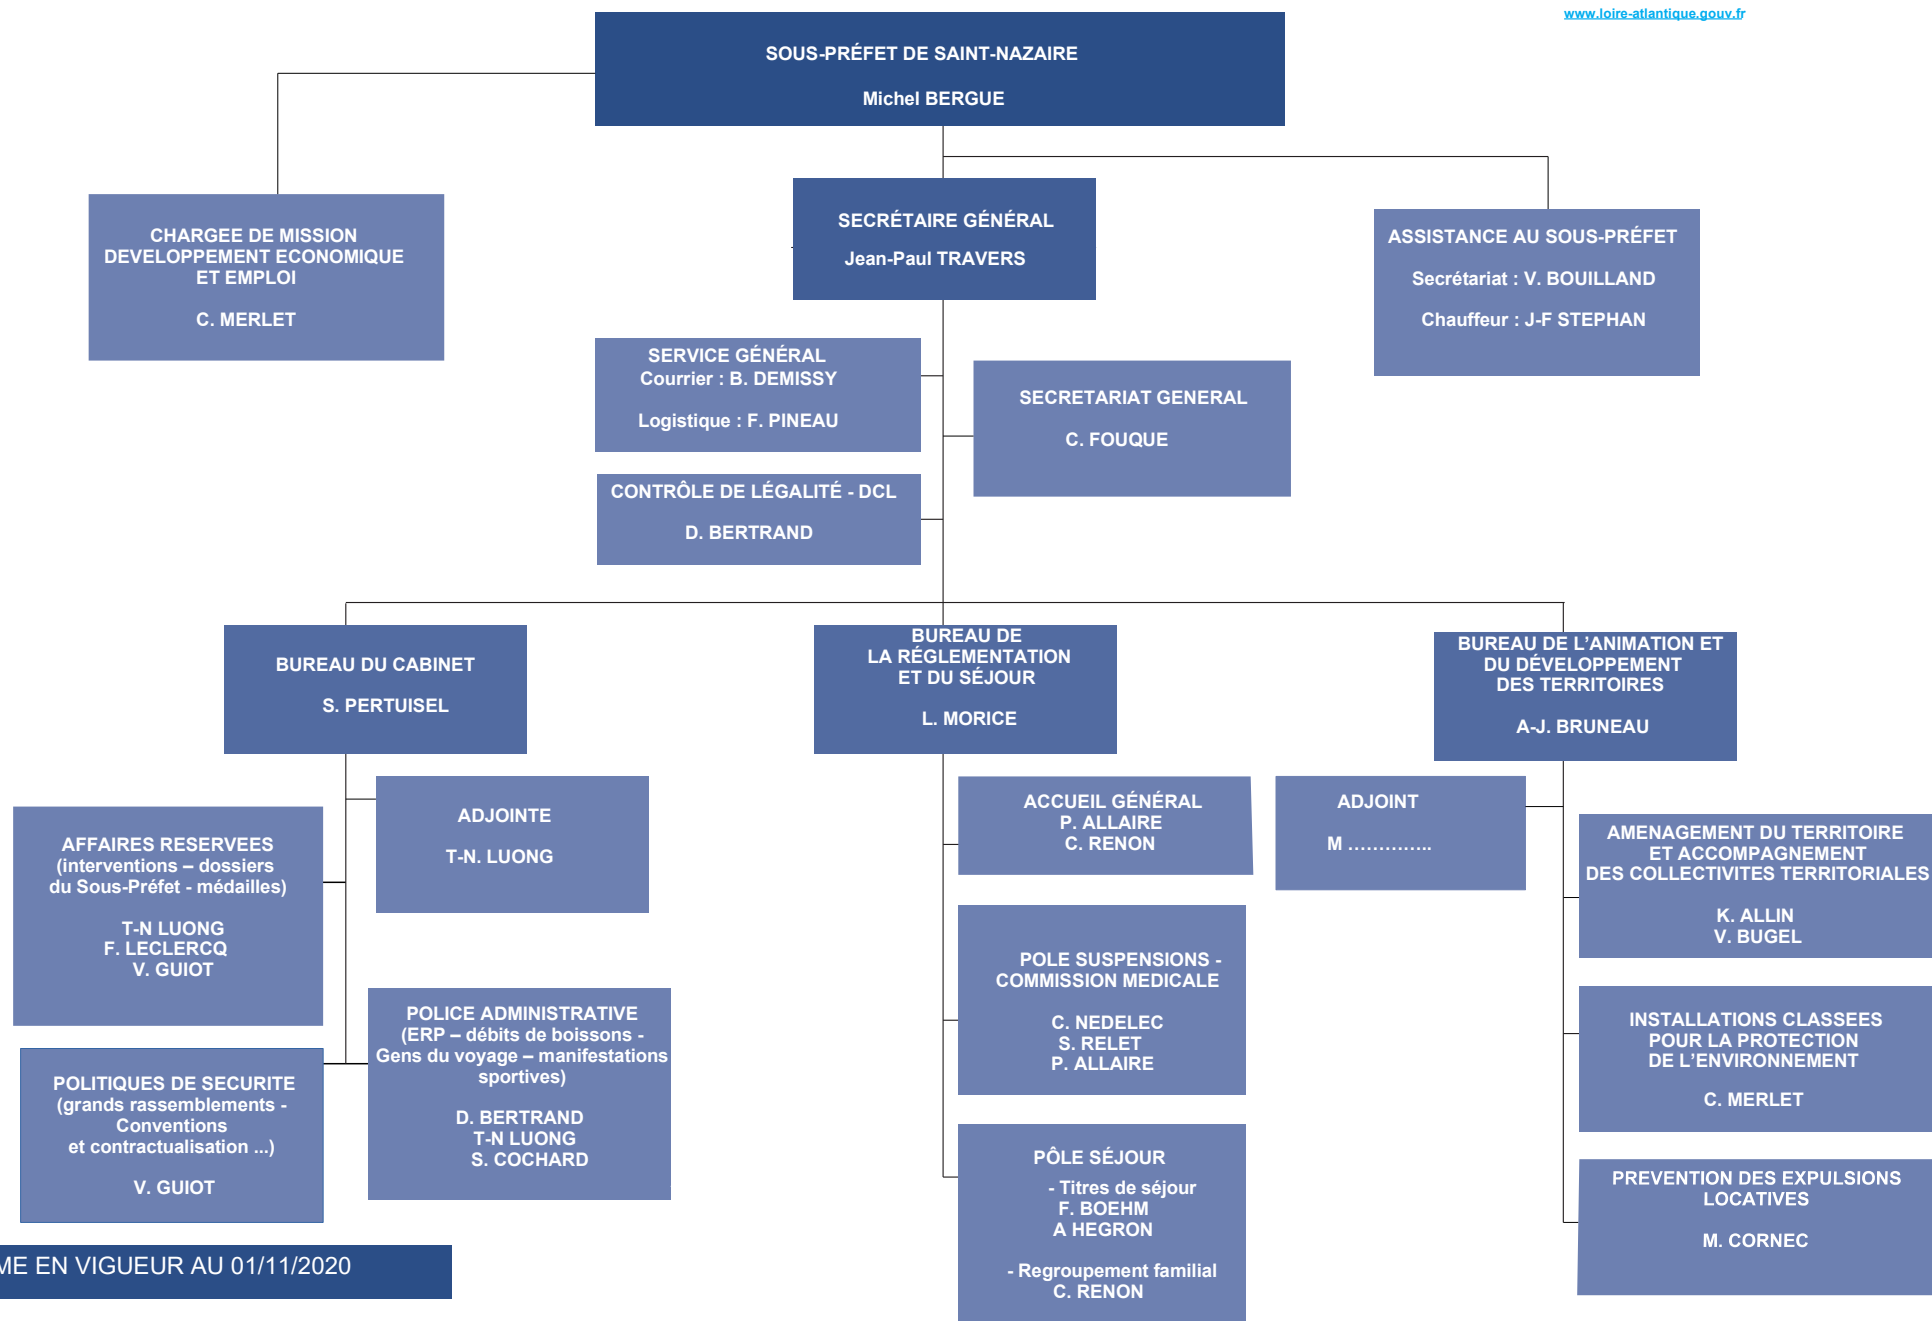 www.loire-atlantique.gouv.fr
SOUS-PRÉFET DE SAINT-NAZAIRE
Michel BERGUE
CHARGEE DE MISSION
DEVELOPPEMENT ECONOMIQUE
ET EMPLOI
C. MERLET
SECRÉTAIRE GÉNÉRAL
Jean-Paul TRAVERS
ASSISTANCE AU SOUS-PRÉFET
Secrétariat : V. BOUILLAND
Chauffeur : J-F STEPHAN
SERVICE GÉNÉRAL
Courrier : B. DEMISSY
Logistique : F. PINEAU
SECRETARIAT GENERAL
C. FOUQUE
CONTRÔLE DE LÉGALITÉ - DCL
D. BERTRAND
BUREAU DU CABINET
S. PERTUISEL
BUREAU DE
LA RÉGLEMENTATION
ET DU SÉJOUR
L. MORICE
BUREAU DE L’ANIMATION ET
DU DÉVELOPPEMENT
DES TERRITOIRES
A-J. BRUNEAU
AFFAIRES RESERVEES
(interventions – dossiers
du Sous-Préfet - médailles)
T-N LUONG
F. LECLERCQ
V. GUIOT
ADJOINTE
T-N. LUONG
POLITIQUES DE SECURITE
(grands rassemblements -
Conventions
et contractualisation ...)
V. GUIOT
POLICE ADMINISTRATIVE
(ERP – débits de boissons -
Gens du voyage – manifestations
sportives)
D. BERTRAND
T-N LUONG
S. COCHARD
ACCUEIL GÉNÉRAL
P. ALLAIRE
C. RENON
POLE SUSPENSIONS -
COMMISSION MEDICALE
C. NEDELEC
S. RELET
P. ALLAIRE
PÔLE SÉJOUR
- Titres de séjour
F. BOEHM
A HEGRON
- Regroupement familial
C. RENON
ADJOINT
M …………..
AMENAGEMENT DU TERRITOIRE
ET ACCOMPAGNEMENT
DES COLLECTIVITES TERRITORIALES
K. ALLIN
V. BUGEL
INSTALLATIONS CLASSEES
POUR LA PROTECTION
DE L’ENVIRONNEMENT
C. MERLET
PREVENTION DES EXPULSIONS
LOCATIVES
M. CORNEC
ME EN VIGUEUR AU 01/11/2020